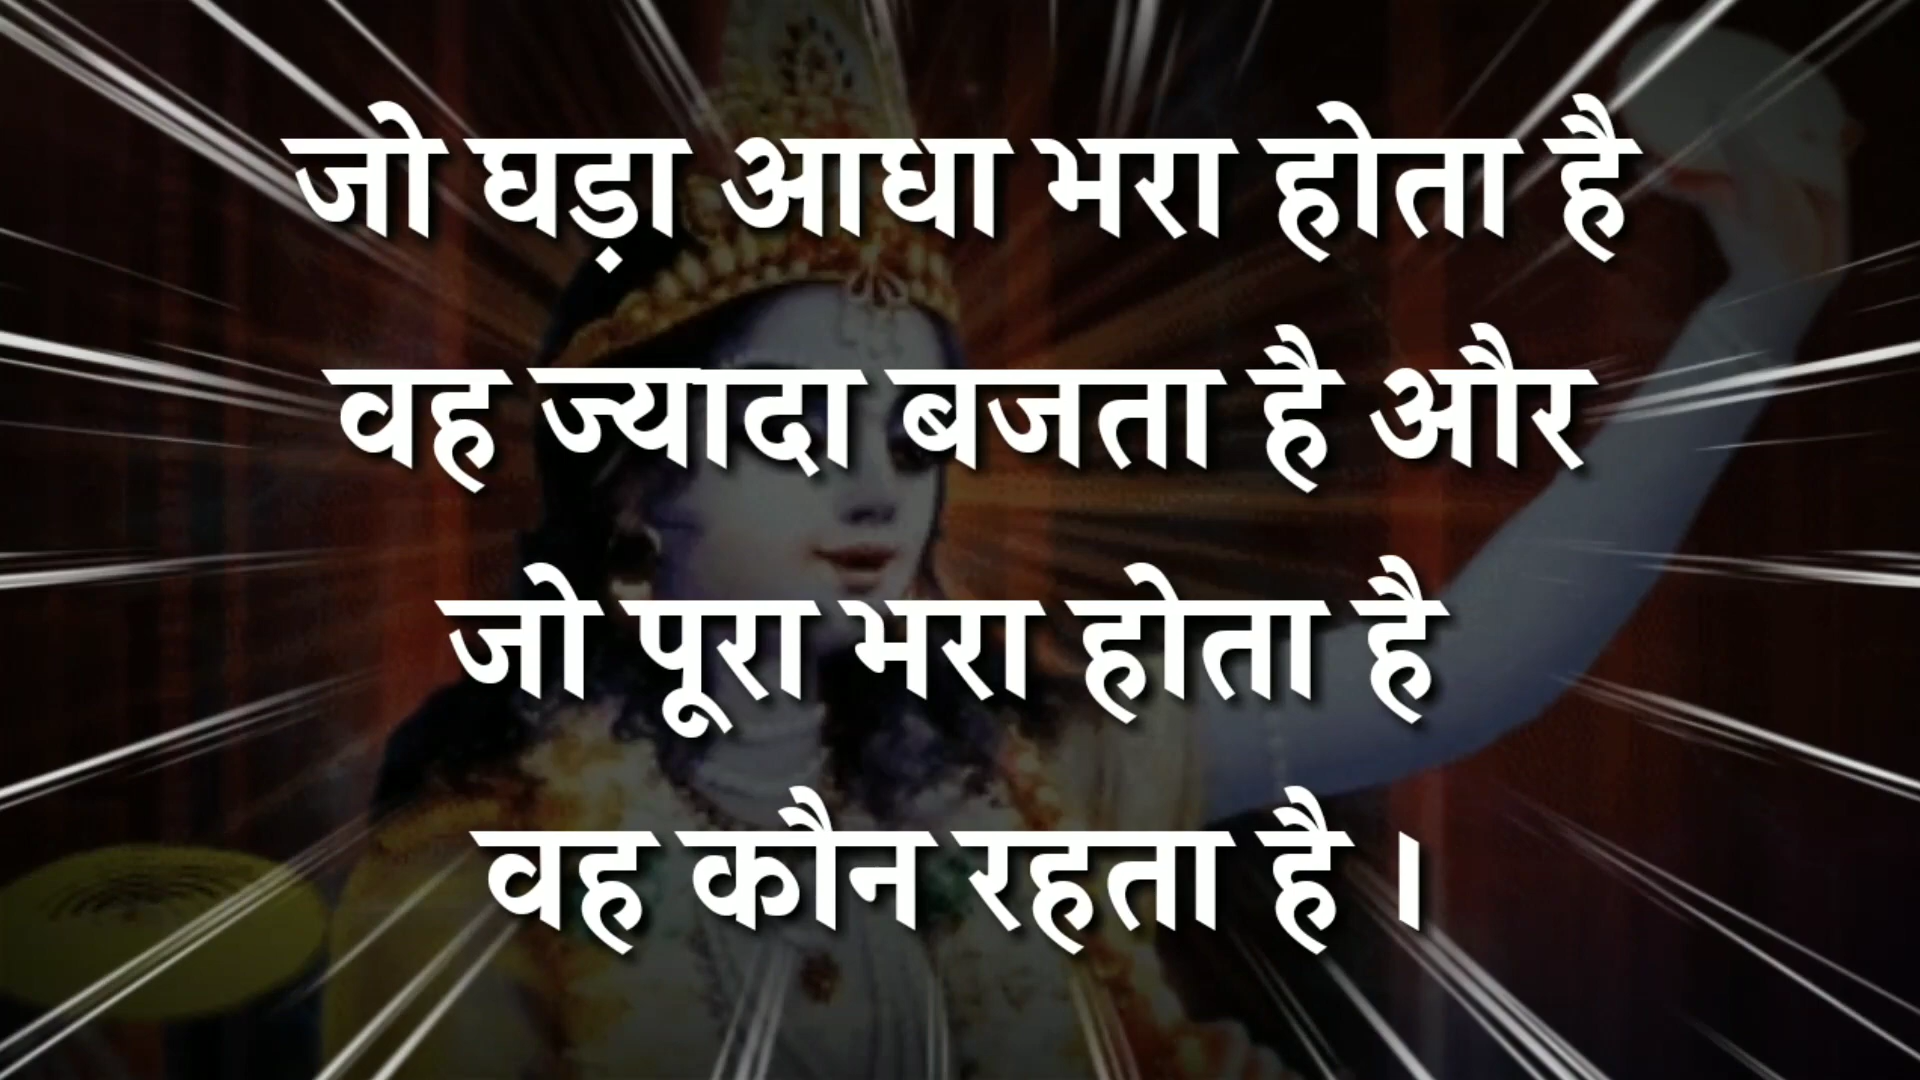 जो घड़ा आधा भरा होता है
वह ज्यादा बजता है और
जो पूरा भरा होता है
वह कौन रहता है ।